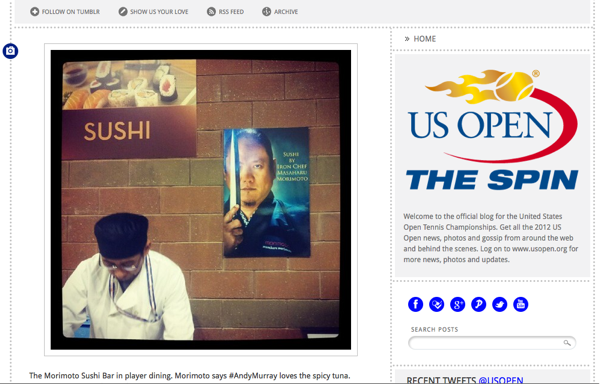 FOLLOW ON TUMBLR
SHOW US YOUR LOVE
RSS FEED
ARCHIVE
SUSHI
SUSHI
BY
IRON CHEF
MASAHARU
MORIMOTO
The Morimoto Sushi Bar in player dining. Morimoto says #AndyMurray loves the spicy tuna.
» HOME
US OPEN®
THE SPIN
Welcome to the official blog for the United States
Open Tennis Championships. Get all the 2012 US
Open news, photos and gossip from around the web
and behind the scenes. Log on to www.usopen.org for
more news, photos and updates.
SEARCH POSTS
RECENT TWEETS @USOPEN